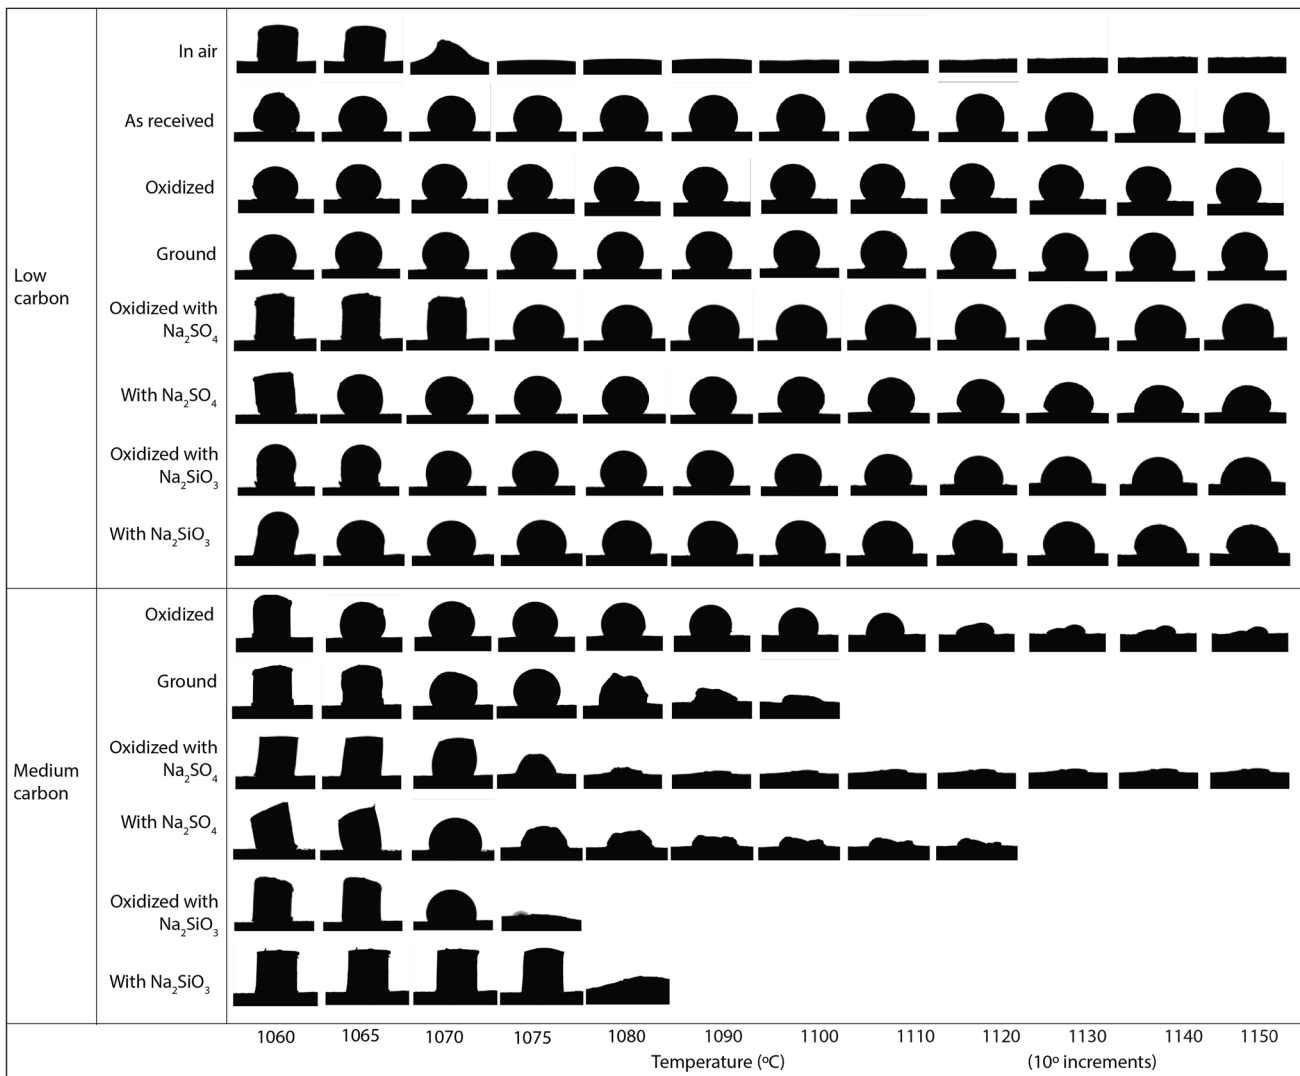 Low
carbon
In air
As received
Oxidized
Ground
Oxidized with
Na₂SO₄
With Na₂SO₄
Oxidized with
Na₂SiO₃
With Na₂SiO₃
Medium
carbon
Oxidized
Ground
Oxidized with
Na₂SO₄
With Na₂SO₄
Oxidized with
Na₂SiO₃
With Na₂SiO₃
1060 1065 1070 1075 1080 1090 1100 1110 1120 1130 1140 1150
Temperature (ºC) (10º increments)